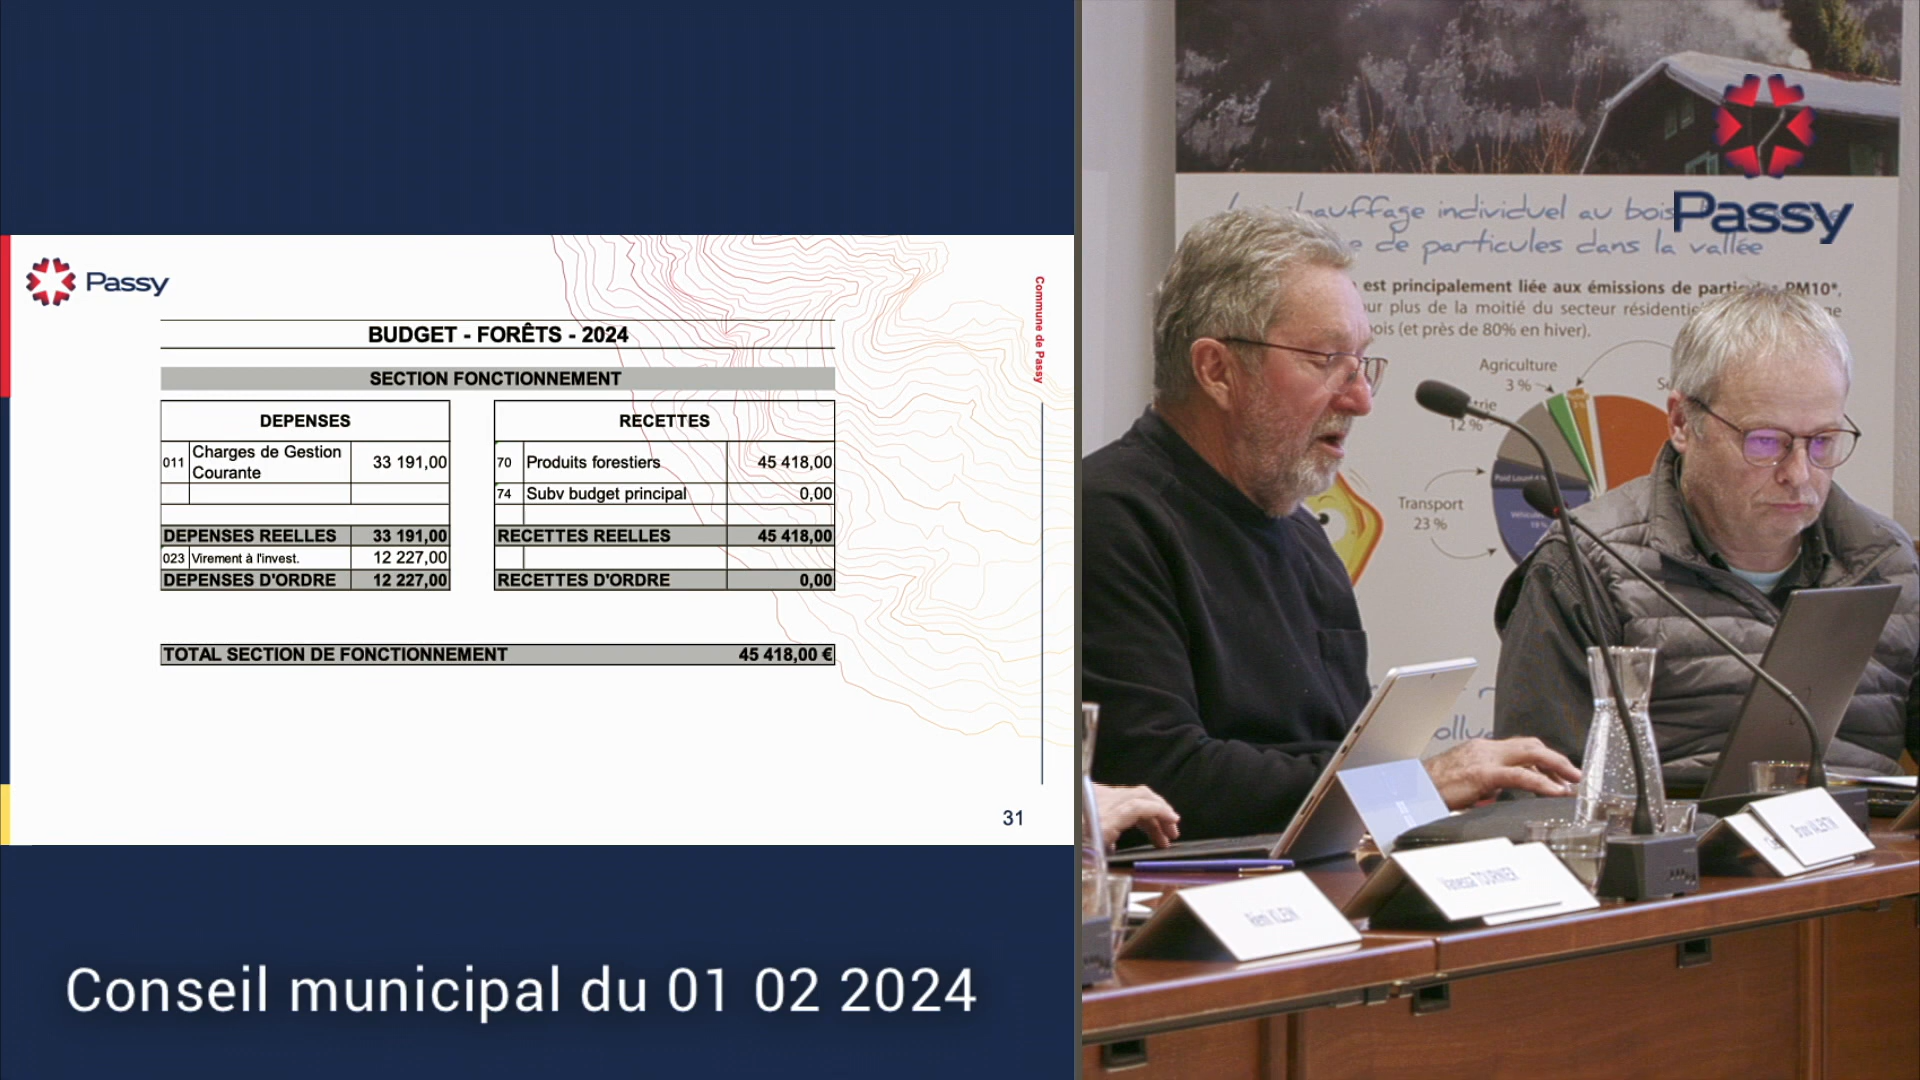 Passy
Commune de Passy
BUDGET - FORÊTS - 2024
SECTION FONCTIONNEMENT
DEPENSES
011 Charges de Gestion Courante 33 191,00
DEPENSES REELLES 33 191,00
023 Virement à l'invest. 12 227,00
DEPENSES D'ORDRE 12 227,00
RECETTES
70 Produits forestiers 45 418,00
74 Subv budget principal 0,00
RECETTES REELLES 45 418,00
RECETTES D'ORDRE 0,00
TOTAL SECTION DE FONCTIONNEMENT 45 418,00 €
31
Conseil municipal du 01 02 2024
Passy
chauffage individuel au bois
e de particules dans la vallée
est principalement liée aux émissions de PM10*,
ur plus de la moitié du secteur
bois (et près de 80% en hiver).
Agriculture
3 %
trie
12 %
Transport
23 %
Rémi KLEIN
Vanessa TOURNIER